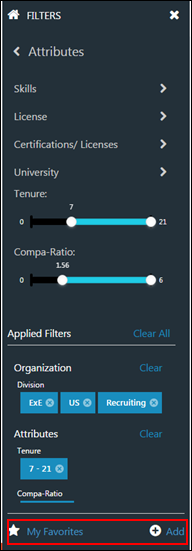 FILTERS
Attributes
Skills
License
Certifications/ Licenses
University
Tenure:
7
0 21
Compa-Ratio:
1.56
0 6
Applied Filters Clear All
Organization Clear
Division
ExE US Recruiting
Attributes Clear
Tenure
7 - 21
Compa-Ratio
My Favorites Add